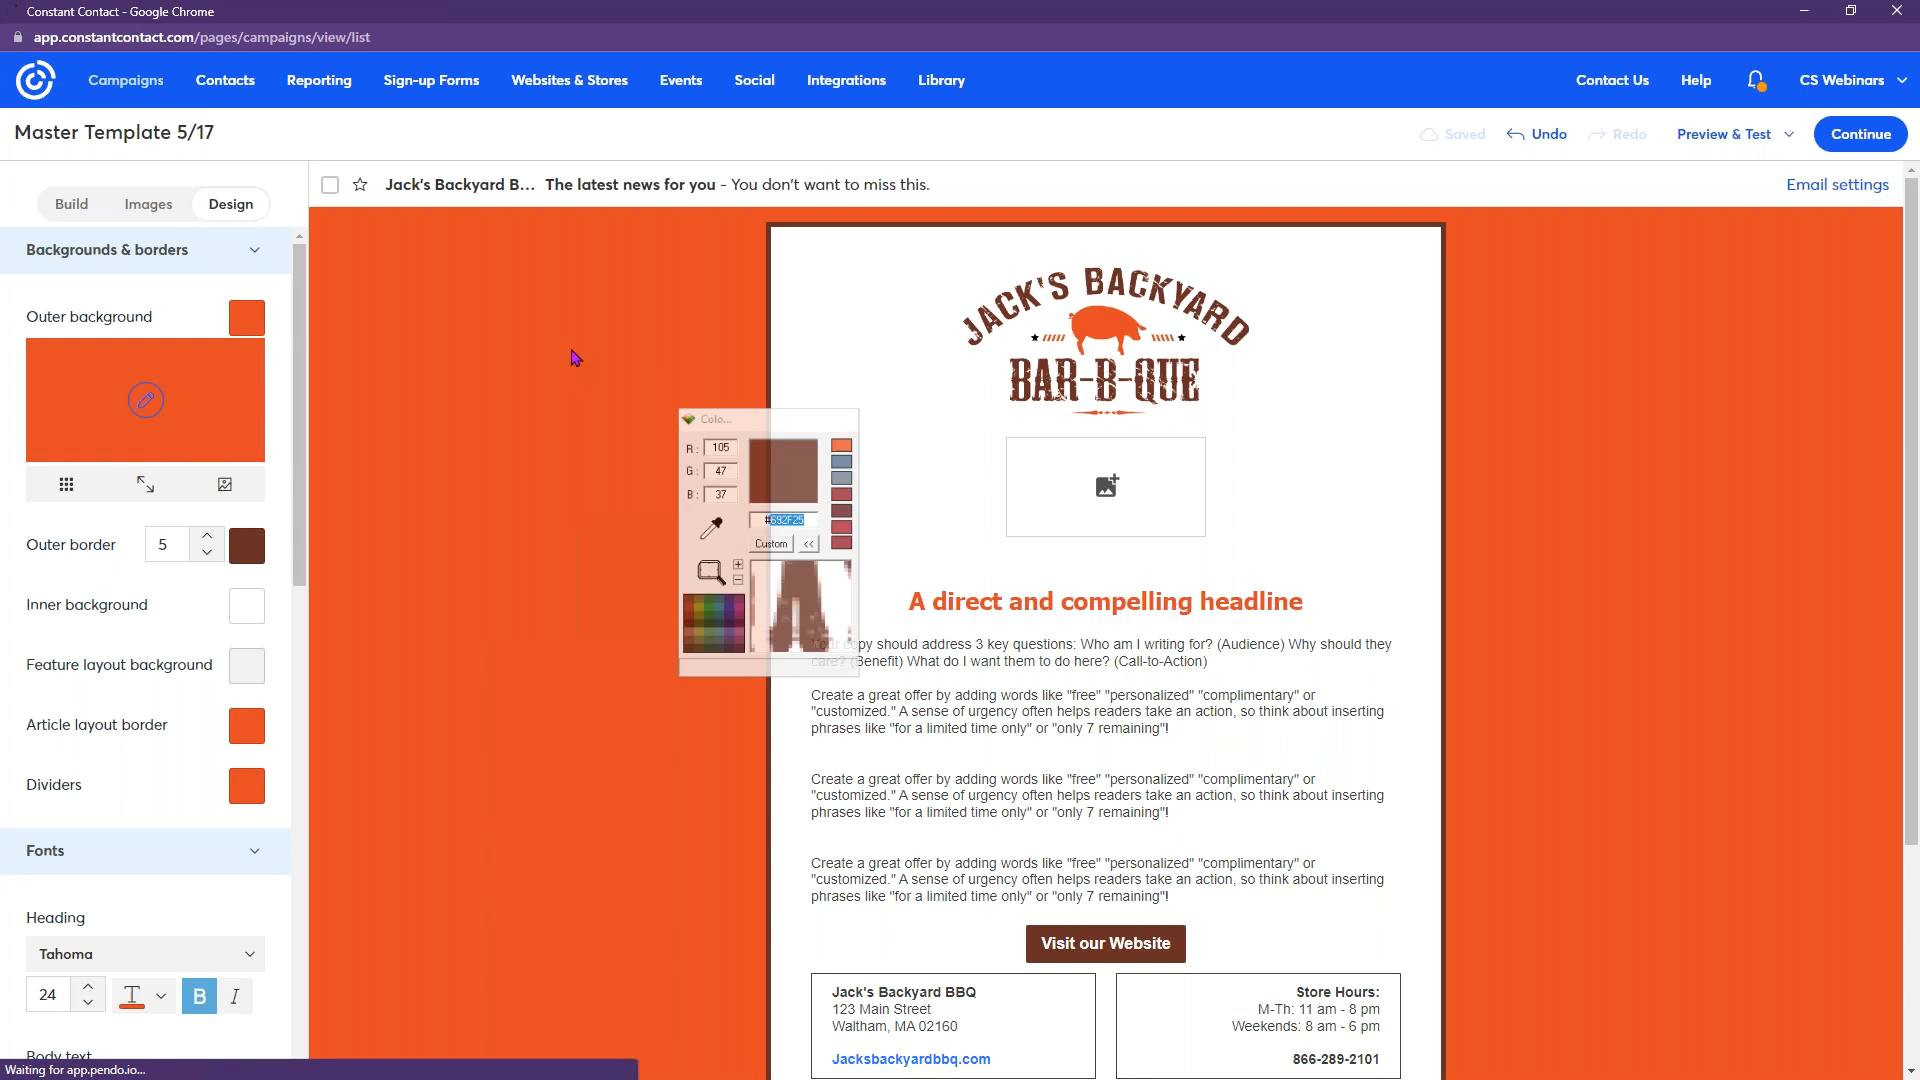 Constant Contact - Google Chrome
app.constantcontact.com/pages/campaigns/view/list
Campaigns Contacts Reporting Sign-up Forms Websites & Stores Events Social Integrations Library Contact Us Help CS Webinars
Master Template 5/17
Saved Undo Redo Preview & Test Continue
Build Images Design
Jack's Backyard B... The latest news for you - You don't want to miss this.
Email settings
Backgrounds & borders
Outer background
Outer border 5
Inner background
Feature layout background
Article layout border
Dividers
Fonts
Heading
Tahoma
24 T B I
Body text
Waiting for app.pendo.io...
JACK'S BACKYARD
BAR-B-QUE
Colo...
R: 105
G: 47
B: 37
#692F25
Custom <<
A direct and compelling headline
Your copy should address 3 key questions: Who am I writing for? (Audience) Why should they
care? (Benefit) What do I want them to do here? (Call-to-Action)
Create a great offer by adding words like "free" "personalized" "complimentary" or
"customized." A sense of urgency often helps readers take an action, so think about inserting
phrases like "for a limited time only" or "only 7 remaining"!
Create a great offer by adding words like "free" "personalized" "complimentary" or
"customized." A sense of urgency often helps readers take an action, so think about inserting
phrases like "for a limited time only" or "only 7 remaining"!
Create a great offer by adding words like "free" "personalized" "complimentary" or
"customized." A sense of urgency often helps readers take an action, so think about inserting
phrases like "for a limited time only" or "only 7 remaining"!
Visit our Website
Jack's Backyard BBQ
123 Main Street
Waltham, MA 02160
Jacksbackyardbbq.com
Store Hours:
M-Th: 11 am - 8 pm
Weekends: 8 am - 6 pm
866-289-2101